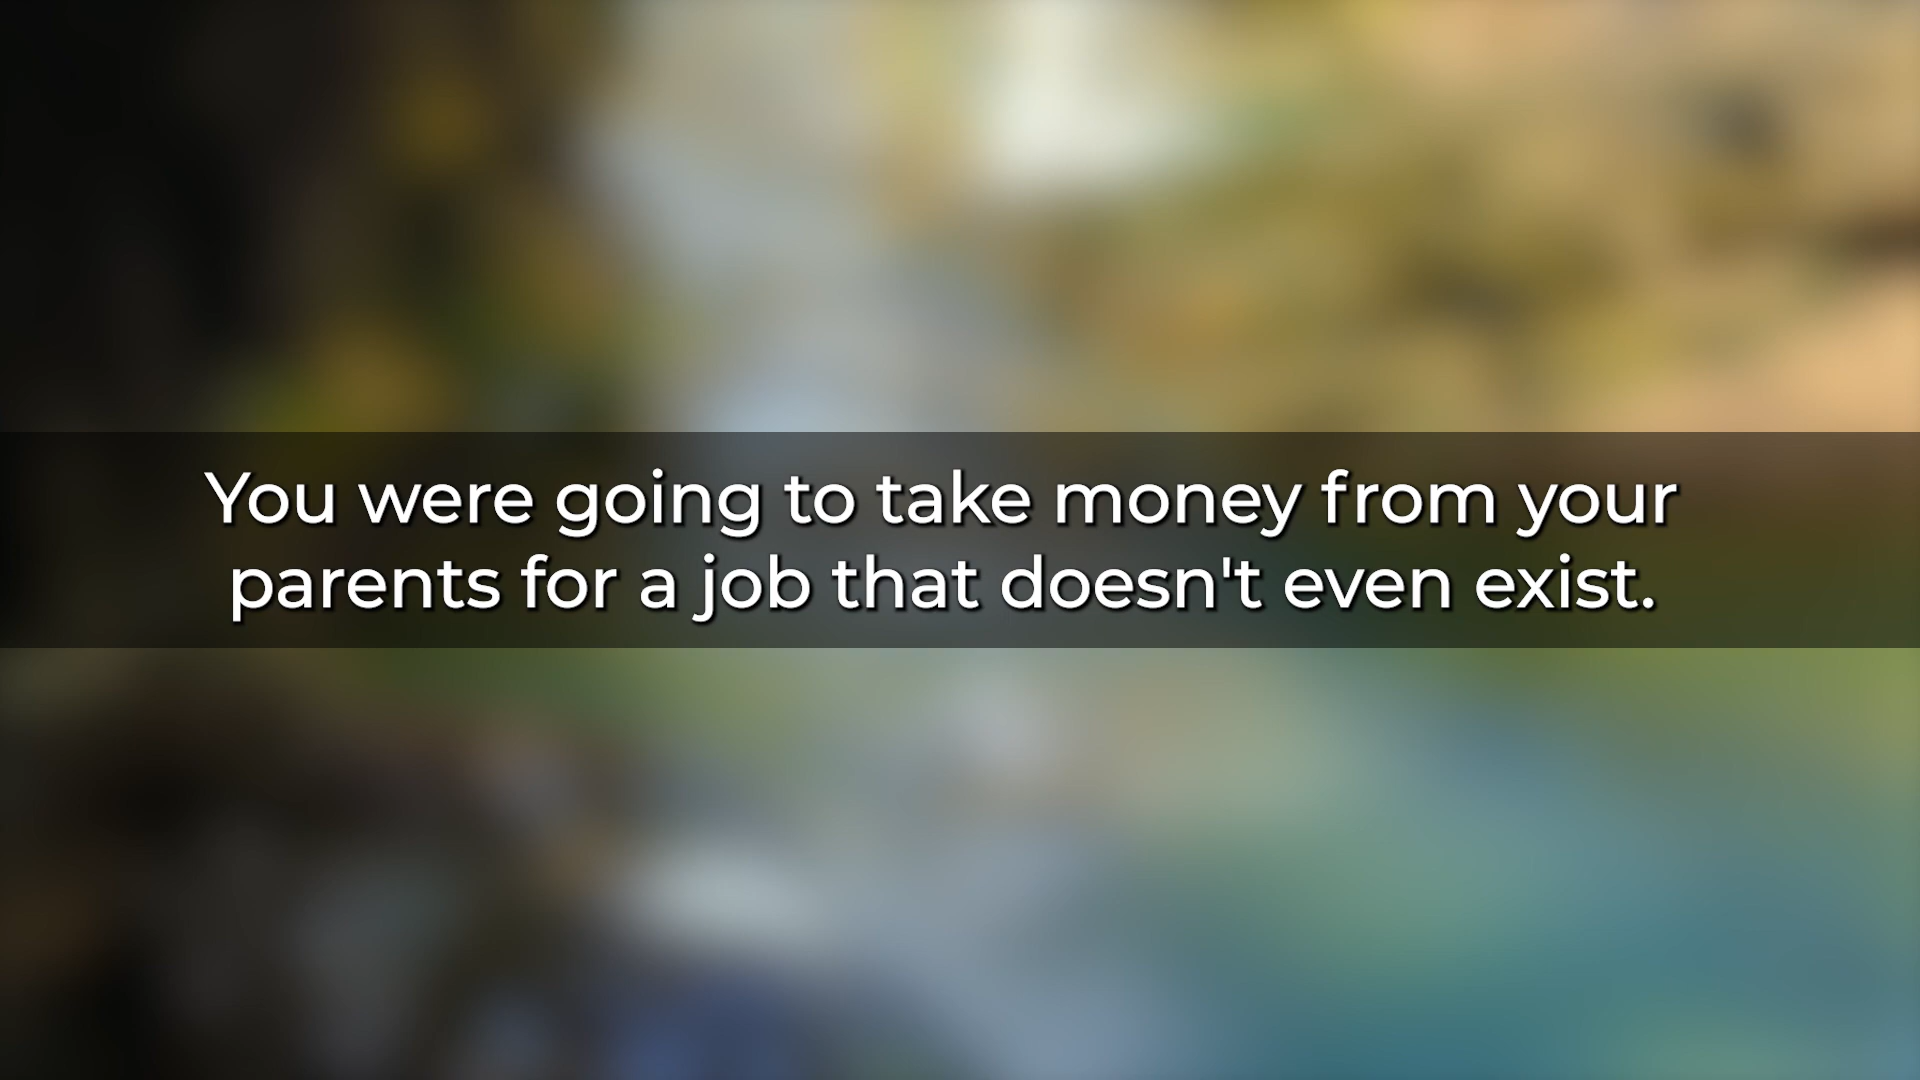 You were going to take money from your
parents for a job that doesn't even exist.